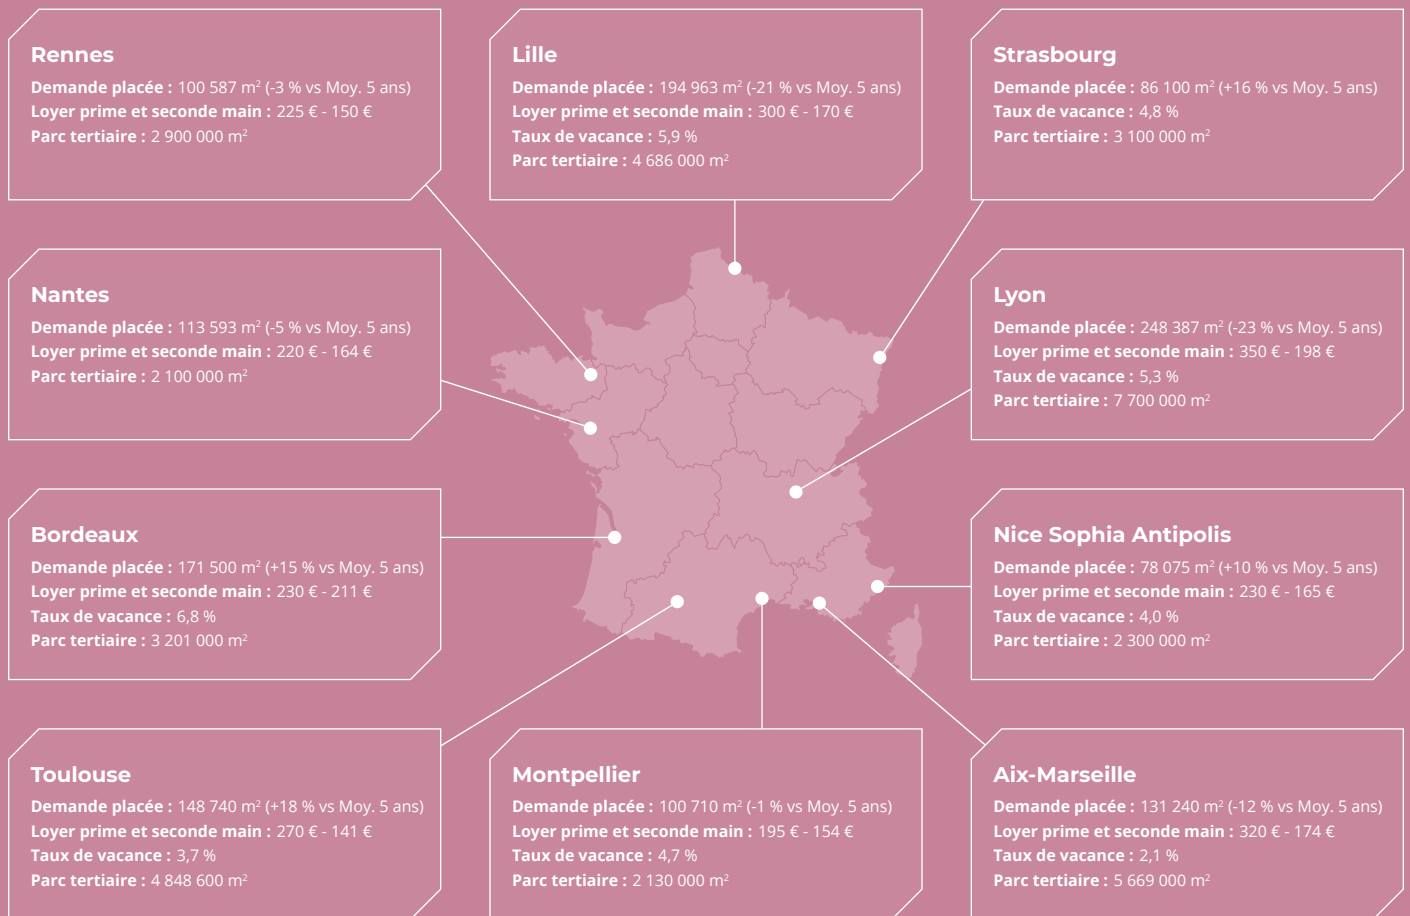 Rennes
Demande placée : 100 587 m² (-3 % vs Moy. 5 ans)
Loyer prime et seconde main : 225 € - 150 €
Parc tertiaire : 2 900 000 m²
Lille
Demande placée : 194 963 m² (-21 % vs Moy. 5 ans)
Loyer prime et seconde main : 300 € - 170 €
Taux de vacance : 5,9 %
Parc tertiaire : 4 686 000 m²
Strasbourg
Demande placée : 86 100 m² (+16 % vs Moy. 5 ans)
Taux de vacance : 4,8 %
Parc tertiaire : 3 100 000 m²
Nantes
Demande placée : 113 593 m² (-5 % vs Moy. 5 ans)
Loyer prime et seconde main : 220 € - 164 €
Parc tertiaire : 2 100 000 m²
Lyon
Demande placée : 248 387 m² (-23 % vs Moy. 5 ans)
Loyer prime et seconde main : 350 € - 198 €
Taux de vacance : 5,3 %
Parc tertiaire : 7 700 000 m²
Bordeaux
Demande placée : 171 500 m² (+15 % vs Moy. 5 ans)
Loyer prime et seconde main : 230 € - 211 €
Taux de vacance : 6,8 %
Parc tertiaire : 3 201 000 m²
Nice Sophia Antipolis
Demande placée : 78 075 m² (+10 % vs Moy. 5 ans)
Loyer prime et seconde main : 230 € - 165 €
Taux de vacance : 4,0 %
Parc tertiaire : 2 300 000 m²
Toulouse
Demande placée : 148 740 m² (+18 % vs Moy. 5 ans)
Loyer prime et seconde main : 270 € - 141 €
Taux de vacance : 3,7 %
Parc tertiaire : 4 848 600 m²
Montpellier
Demande placée : 100 710 m² (-1 % vs Moy. 5 ans)
Loyer prime et seconde main : 195 € - 154 €
Taux de vacance : 4,7 %
Parc tertiaire : 2 130 000 m²
Aix-Marseille
Demande placée : 131 240 m² (-12 % vs Moy. 5 ans)
Loyer prime et seconde main : 320 € - 174 €
Taux de vacance : 2,1 %
Parc tertiaire : 5 669 000 m²